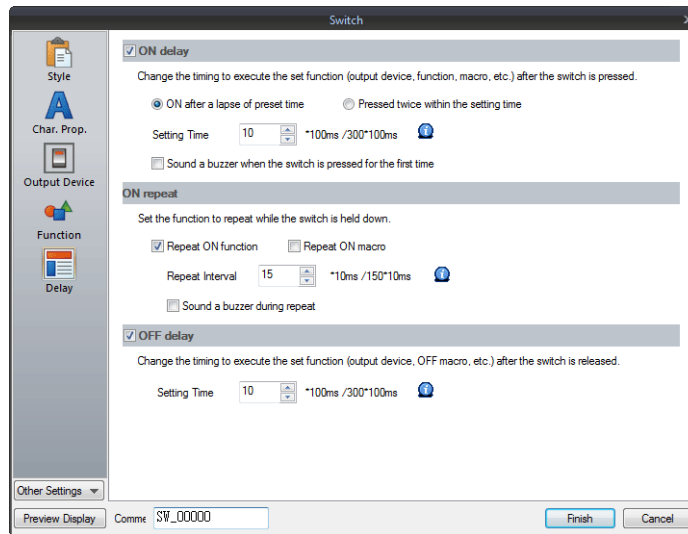 Switch
Style
Char. Prop.
Output Device
Function
Delay
Other Settings
Preview Display
ON delay
Change the timing to execute the set function (output device, function, macro, etc.) after the switch is pressed.
ON after a lapse of preset time Pressed twice within the setting time
Setting Time 10 *100ms /300*100ms
Sound a buzzer when the switch is pressed for the first time
ON repeat
Set the function to repeat while the switch is held down.
Repeat ON function Repeat ON macro
Repeat Interval 15 *10ms /150*10ms
Sound a buzzer during repeat
OFF delay
Change the timing to execute the set function (output device, OFF macro, etc.) after the switch is released.
Setting Time 10 *100ms /300*100ms
Comme SW_00000 Finish Cancel